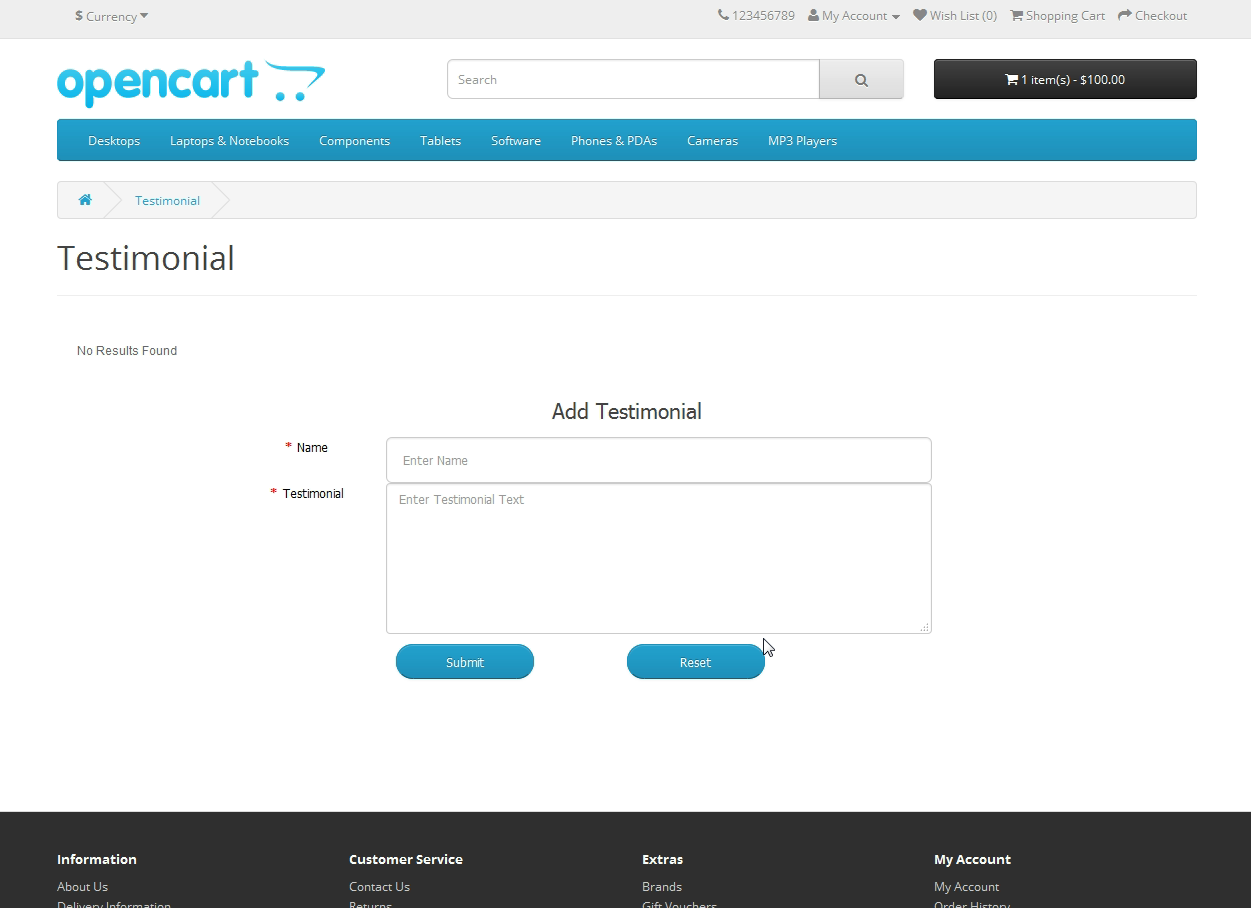 $ Currency 123456789 My Account Wish List (0) Shopping Cart Checkout
opencart Search 1 item(s) - $100.00
Desktops Laptops & Notebooks Components Tablets Software Phones & PDAs Cameras MP3 Players
Testimonial
Testimonial
No Results Found
Add Testimonial
* Name Enter Name
* Testimonial Enter Testimonial Text
Submit Reset
Information Customer Service Extras My Account
About Us Contact Us Brands My Account
Delivery Information Returns Gift Vouchers Order History